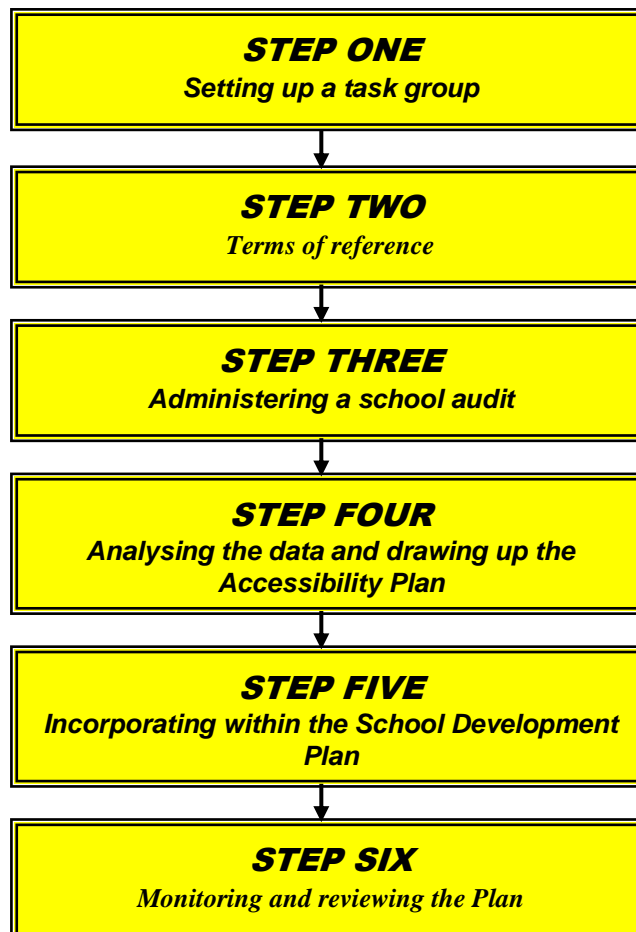 STEP ONE
Setting up a task group
STEP TWO
Terms of reference
STEP THREE
Administering a school audit
STEP FOUR
Analysing the data and drawing up the
Accessibility Plan
STEP FIVE
Incorporating within the School Development
Plan
STEP SIX
Monitoring and reviewing the Plan